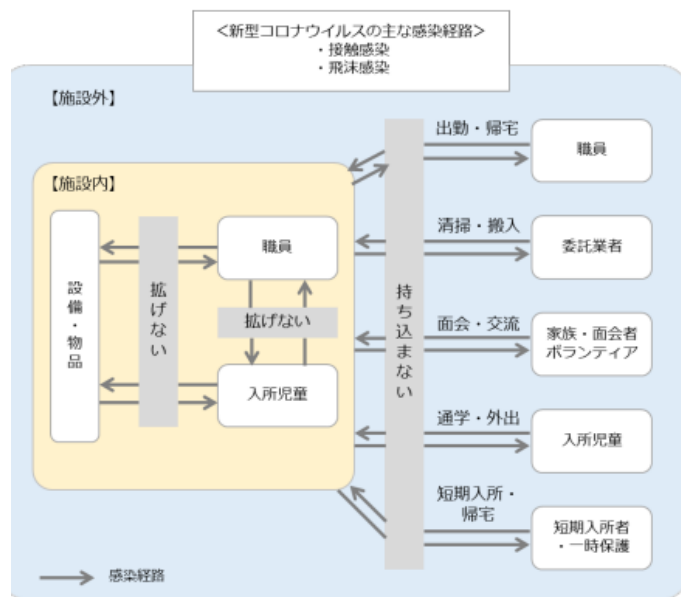 ＜新型コロナウイルスの主な感染経路＞
・接触感染
・飛沫感染
【施設外】
出勤・帰宅
職員
【施設内】
職員
清掃・搬入
委託業者
設備・物品
拡げない
拡げない
持ち込まない
面会・交流
家族・面会者
ボランティア
入所児童
通学・外出
入所児童
短期入所・
帰宅
短期入所者
・一時保護
感染経路